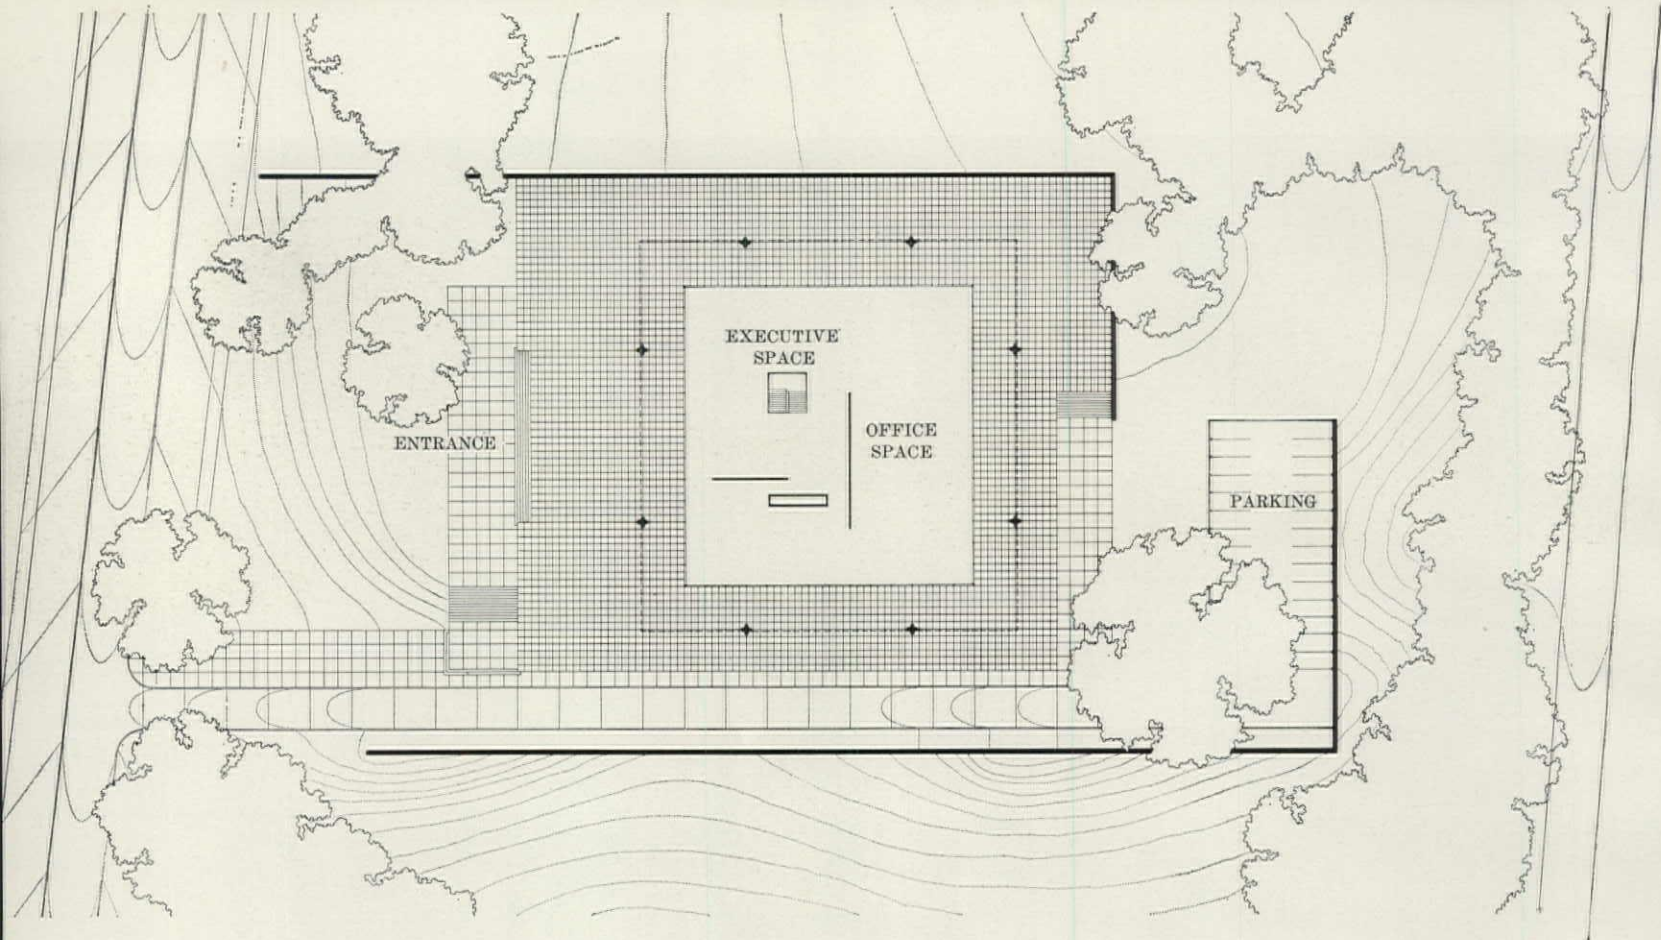 EXECUTIVE
SPACE
OFFICE
SPACE
ENTRANCE
PARKING